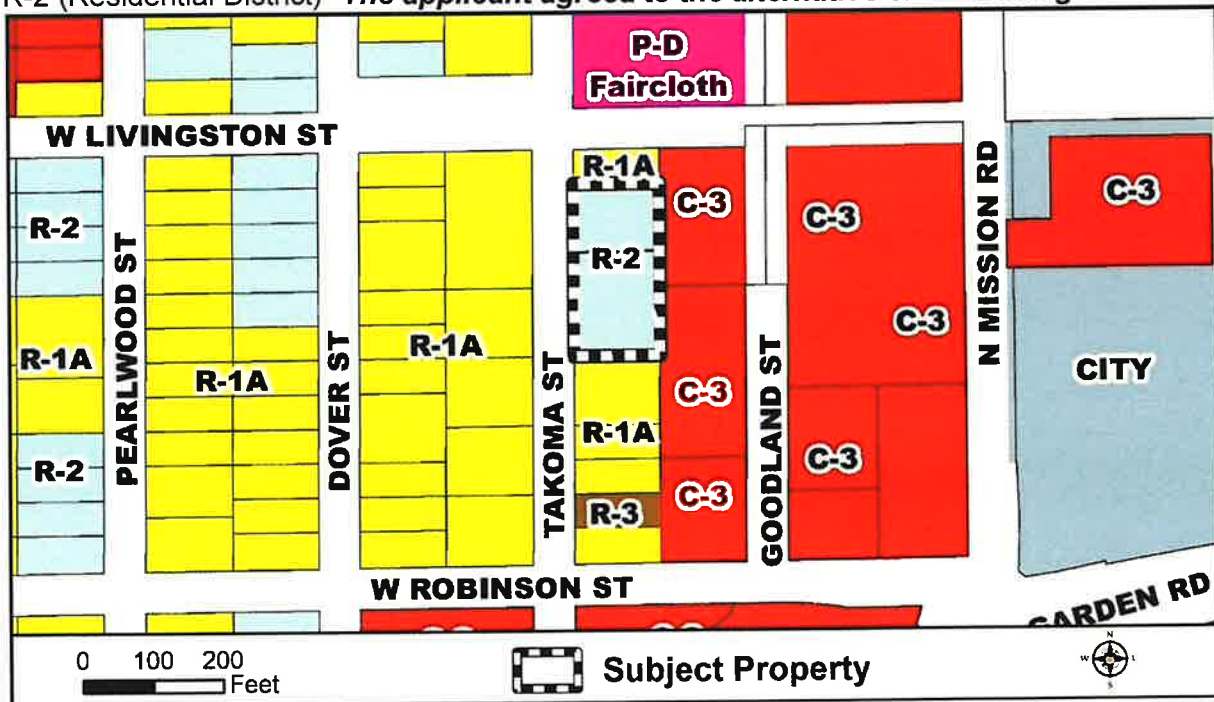 R-2 (Residential District) The applicant agreed to the alternative
P-D
Faircloth
W LIVINGSTON ST
R-1A
R-2
C-3
C-3
C-3
R-2
R-1A
R-1A
R-1A
C-3
C-3
CITY
R-2
R-1A
C-3
R-3
C-3
PEARLWOOD ST
DOVER ST
TAKOMA ST
GOODLAND ST
N MISSION RD
W ROBINSON ST
GARDEN RD
0 100 200
Feet
Subject Property
N
W
S